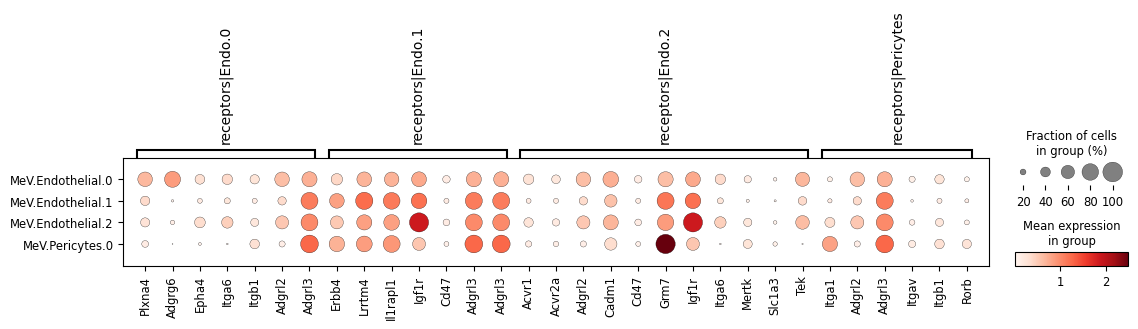 receptors|Endo.0
receptors|Endo.1
receptors|Endo.2
receptors|Pericytes
MeV.Endothelial.0
MeV.Endothelial.1
MeV.Endothelial.2
MeV.Pericytes.0
Plxna4
Adgrg6
Epha4
Itga6
Itgb1
Adgrl2
Adgrl3
Erbb4
Lrrtm4
Il1rapl1
Igf1r
Cd47
Adgrl3
Adgrl3
Acvr1
Acvr2a
Adgrl2
Cadm1
Cd47
Grm7
Igf1r
Itga6
Mertk
Slc1a3
Tek
Itga1
Adgrl2
Adgrl3
Itgav
Itgb1
Rorb
Fraction of cells
in group (%)
20 40 60 80 100
Mean expression
in group
1 2